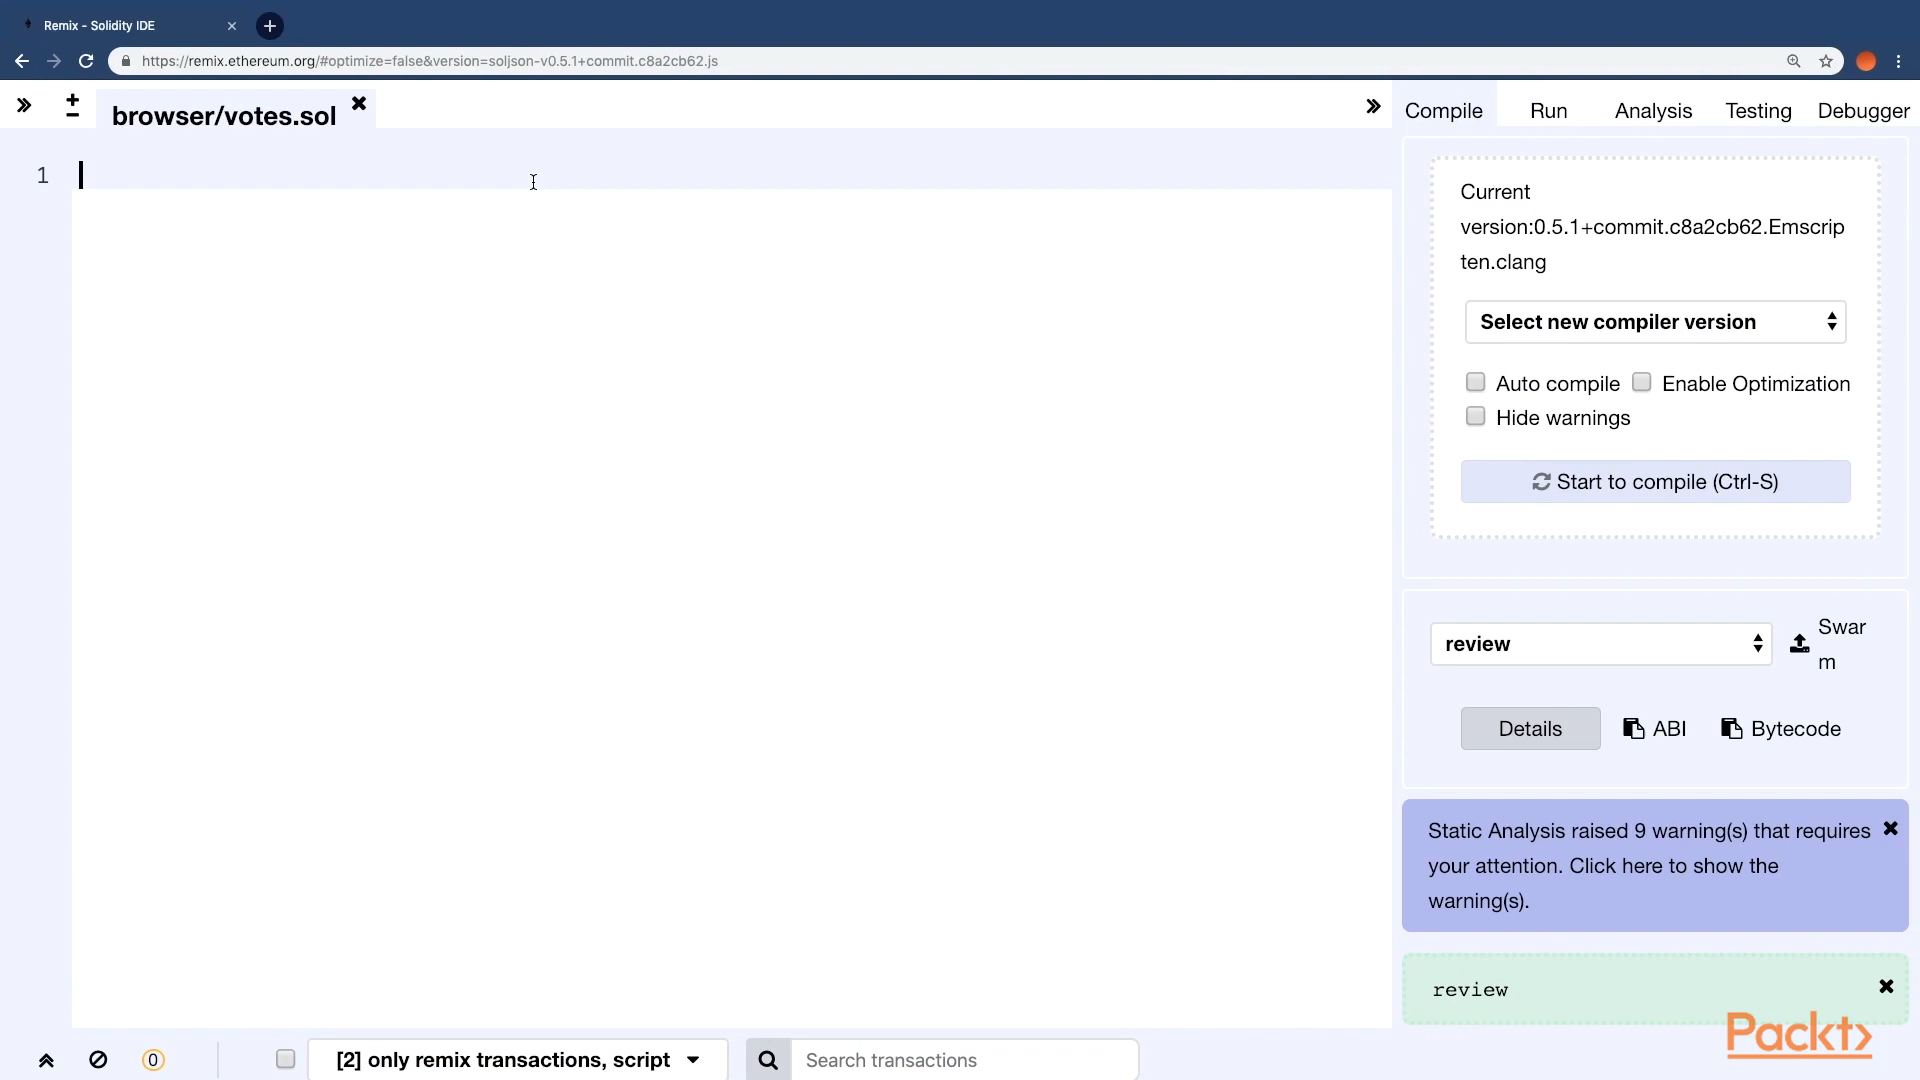 Remix - Solidity IDE
https://remix.ethereum.org/#optimize=false&version=soljson-v0.5.1+commit.c8a2cb62.js
browser/votes.sol
Compile Run Analysis Testing Debugger
1
Current
version:0.5.1+commit.c8a2cb62.Emscrip
ten.clang
Select new compiler version
Auto compile Enable Optimization
Hide warnings
Start to compile (Ctrl-S)
review
Swar
m
Details ABI Bytecode
Static Analysis raised 9 warning(s) that requires
your attention. Click here to show the
warning(s).
review
Packt>
0 [2] only remix transactions, script Search transactions